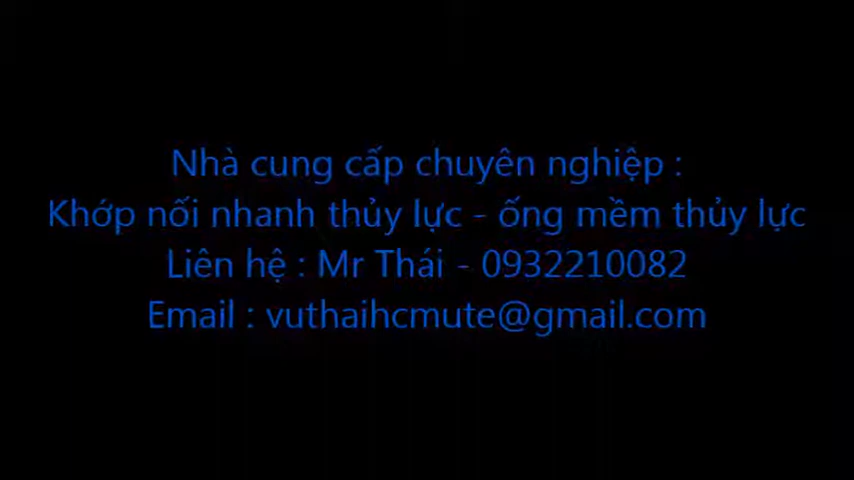 Nhà cung cấp chuyên nghiệp :
Khớp nối nhanh thủy lực - ống mềm thủy lực
Liên hệ : Mr Thái - 0932210082
Email : vuthaihcmute@gmail.com